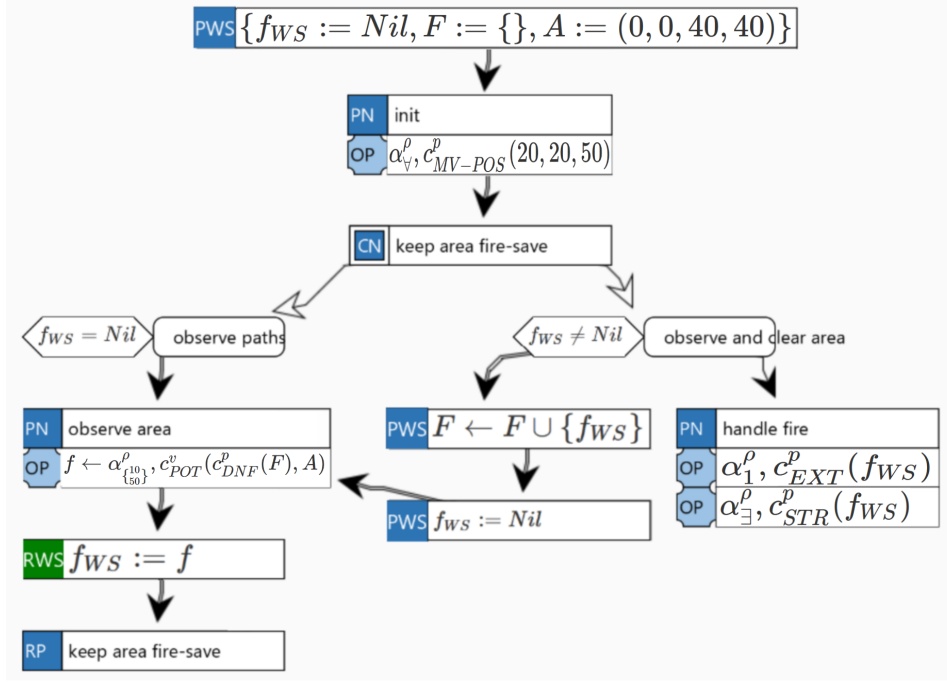 PWS {f_WS := Nil, F := {}, A := (0, 0, 40, 40)}
PN init
OP α^ρ_∀, c^p_MV−POS(20, 20, 50)
CN keep area fire-save
f_WS = Nil observe paths
f_WS ≠ Nil observe and clear area
PN observe area
OP f ← α^ρ_{^10_50}, c^v_POT(c^p_DNF(F), A)
RWS f_WS := f
RP keep area fire-save
PWS F ← F ∪ {f_WS}
PWS f_WS := Nil
PN handle fire
OP α^ρ_1, c^p_EXT(f_WS)
OP α^ρ_∃, c^p_STR(f_WS)